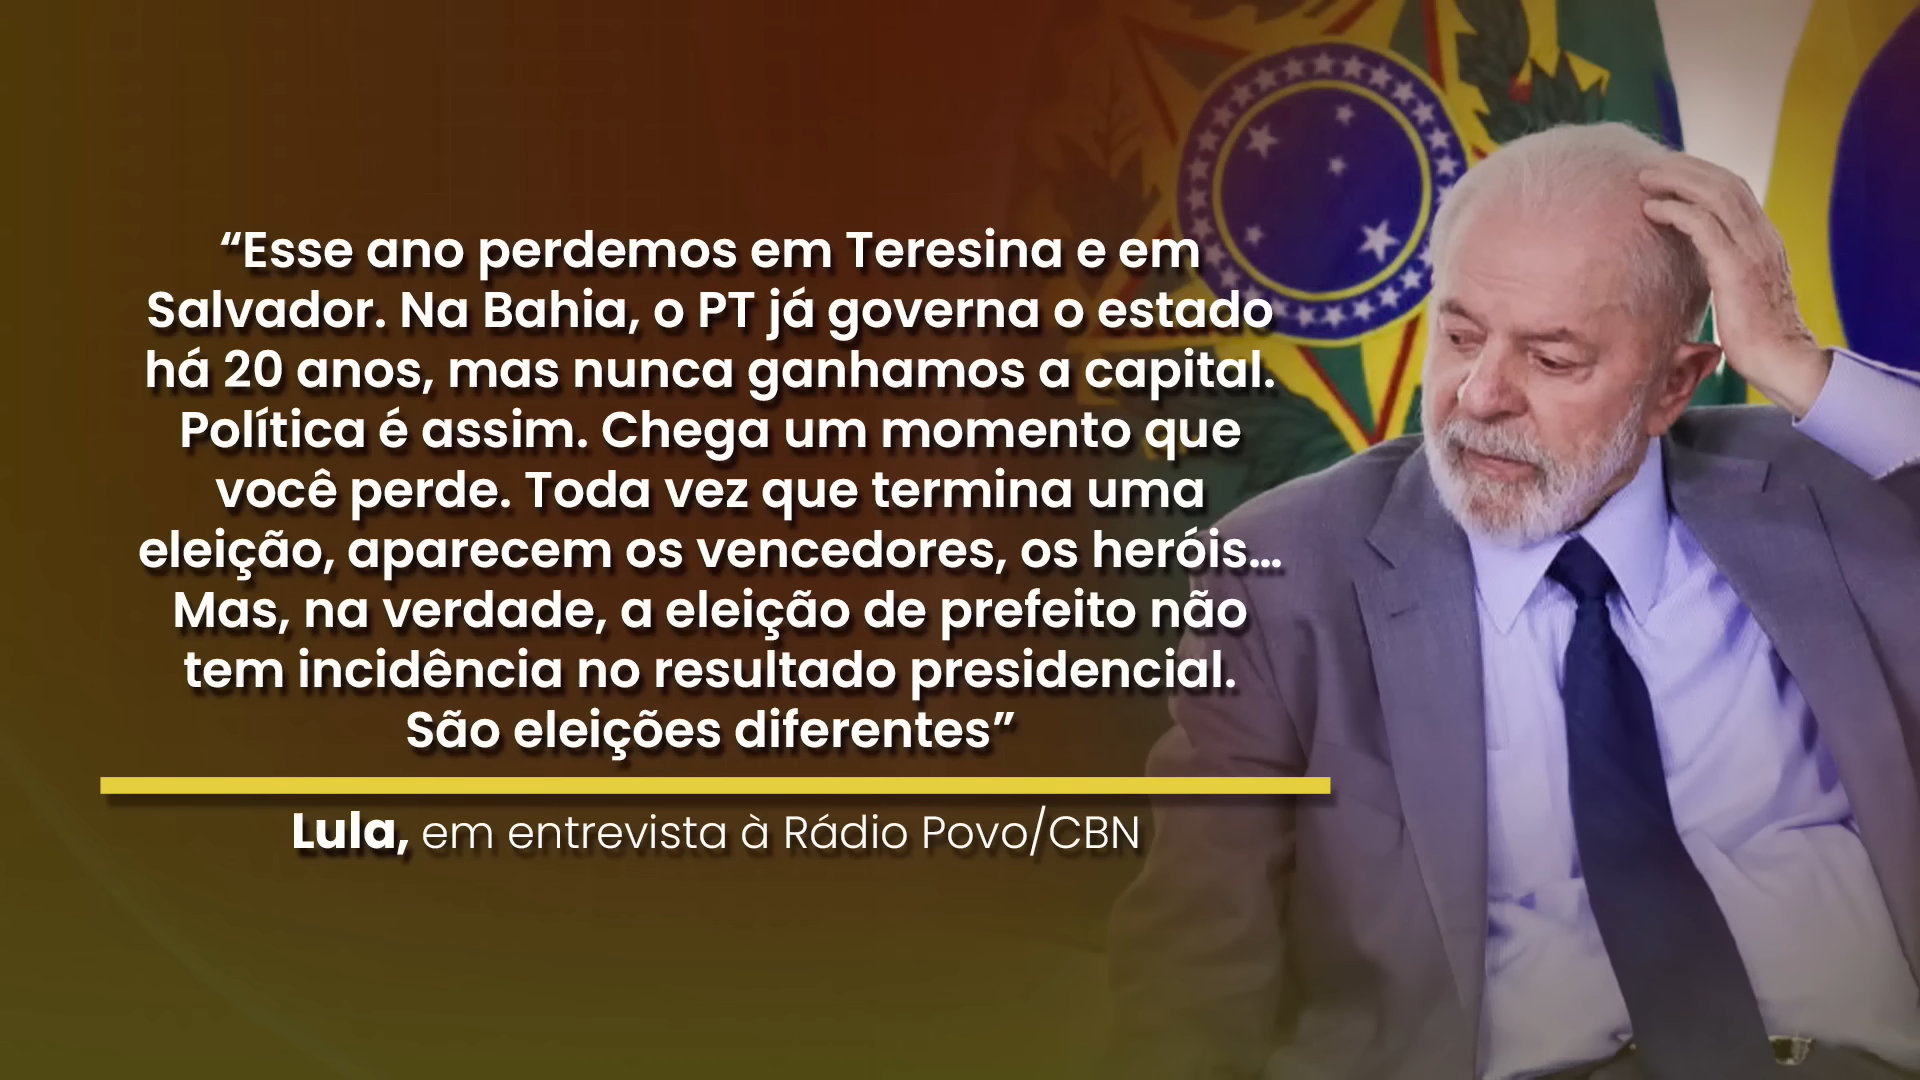 “Esse ano perdemos em Teresina e em
Salvador. Na Bahia, o PT já governa o estado
há 20 anos, mas nunca ganhamos a capital.
Política é assim. Chega um momento que
você perde. Toda vez que termina uma
eleição, aparecem os vencedores, os heróis...
Mas, na verdade, a eleição de prefeito não
tem incidência no resultado presidencial.
São eleições diferentes”
Lula, em entrevista à Rádio Povo/CBN